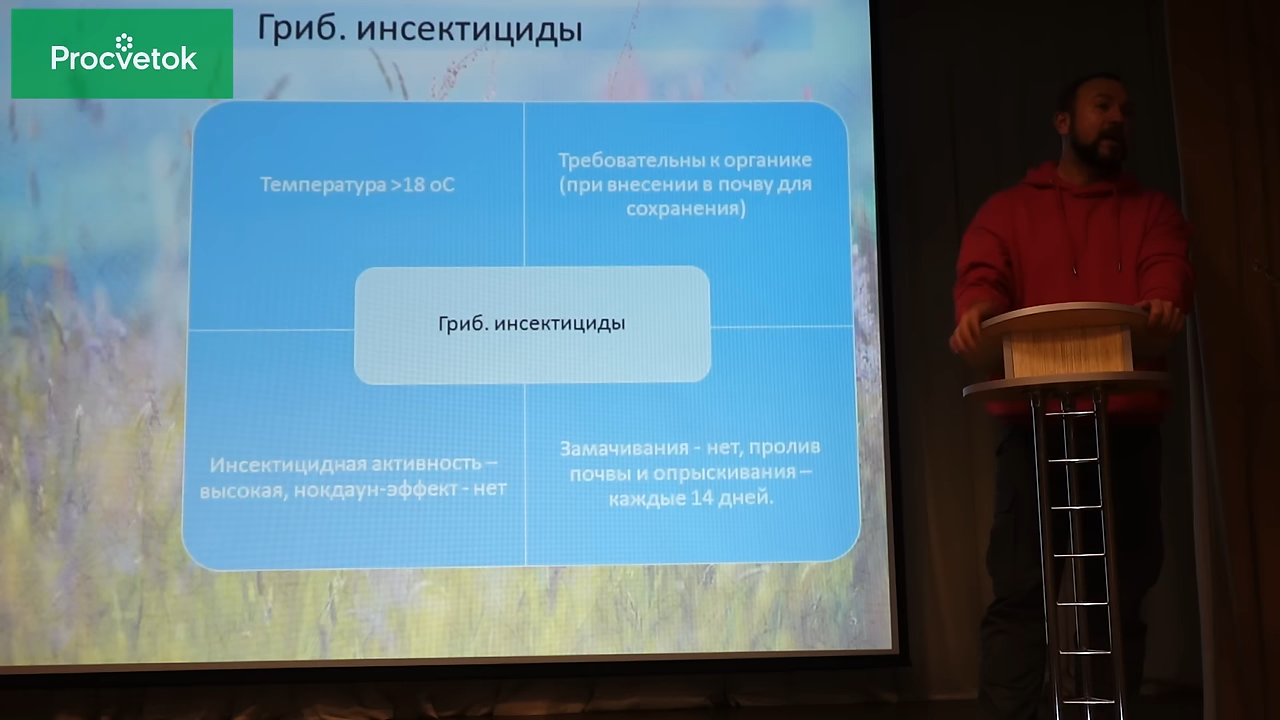 Procvetok
Гриб. инсектициды
Температура >18 оС
Требовательны к органике
(при внесении в почву для
сохранения)
Гриб. инсектициды
Инсектицидная активность –
высокая, нокдаун-эффект - нет
Замачивания - нет, пролив
почвы и опрыскивания –
каждые 14 дней.